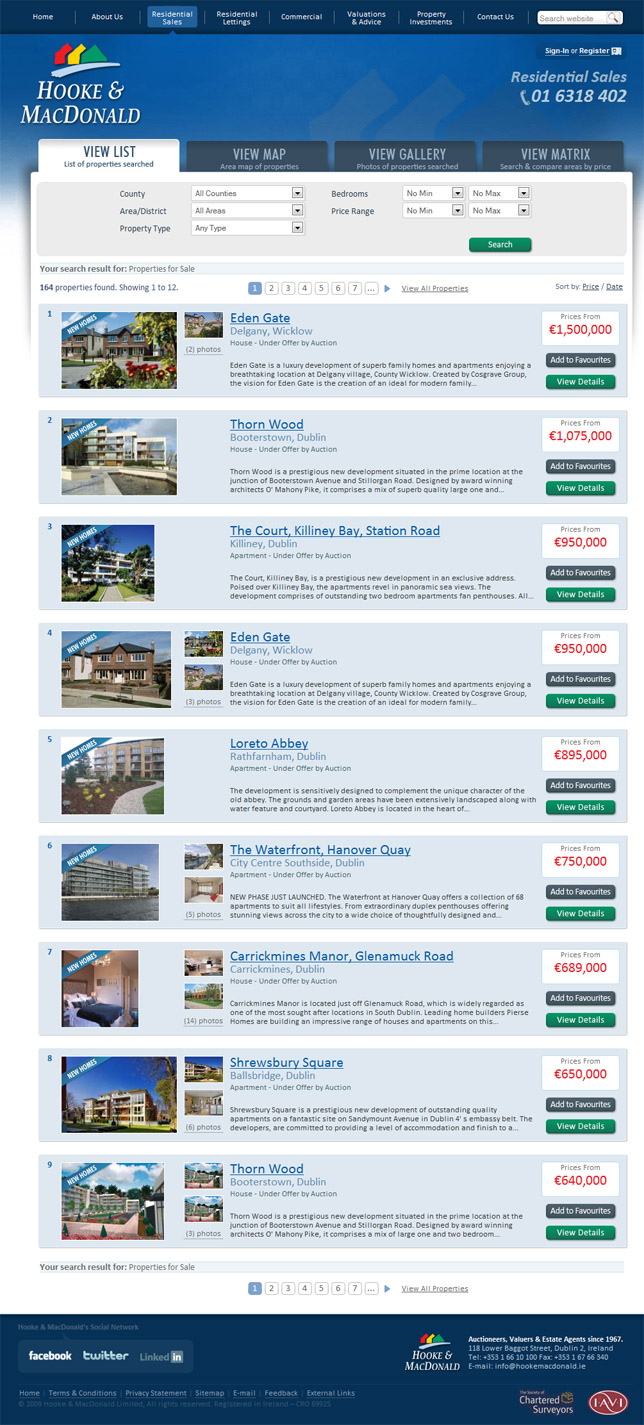 Home
About Us
Residential Sales
Residential Lettings
Commercial
Valuations & Advice
Property Investments
Contact Us
Search website
Sign-In or Register
HOOKE & MACDONALD
Residential Sales
01 6318 402
VIEW LIST
List of properties searched
VIEW MAP
Area map of properties
VIEW GALLERY
Photos of properties searched
VIEW MATRIX
Search & compare areas by price
County All Counties Bedrooms No Min No Max
Area/District All Areas Price Range No Min No Max
Property Type Any Type
Search
Your search result for: Properties for Sale
164 properties found. Showing 1 to 12.
1 2 3 4 5 6 7 ... View All Properties
Sort by: Price / Date
1
NEW HOMES
(2) photos
Eden Gate
Delgany, Wicklow
House - Under Offer by Auction
Eden Gate is a luxury development of superb family homes and apartments enjoying a
breathtaking location at Delgany village, County Wicklow. Created by Cosgrave Group,
the vision for Eden Gate is the creation of an ideal for modern family...
Prices From
€1,500,000
Add to Favourites
View Details
2
NEW HOMES
Thorn Wood
Booterstown, Dublin
House - Under Offer by Auction
Thorn Wood is a prestigious new development situated in the prime location at the
junction of Booterstown Avenue and Stillorgan Road. Designed by award winning
architects O' Mahony Pike, it comprises a mix of superb quality large one and...
Prices From
€1,075,000
Add to Favourites
View Details
3
The Court, Killiney Bay, Station Road
Killiney, Dublin
Apartment - Under Offer by Auction
The Court, Killiney Bay, is a prestigious new development in an exclusive address.
Poised over Killiney Bay, the apartments revel in panoramic sea views. The
development comprises of outstanding two bedroom apartments fan penthouses. All...
Prices From
€950,000
Add to Favourites
View Details
4
NEW HOMES
(3) photos
Eden Gate
Delgany, Wicklow
House - Under Offer by Auction
Eden Gate is a luxury development of superb family homes and apartments enjoying a
breathtaking location at Delgany village, County Wicklow. Created by Cosgrave Group,
the vision for Eden Gate is the creation of an ideal for modern family...
Prices From
€950,000
Add to Favourites
View Details
5
NEW HOMES
Loreto Abbey
Rathfarnham, Dublin
Apartment - Under Offer by Auction
The development is sensitively designed to complement the unique character of the
old abbey. The grounds and garden areas have been extensively landscaped along with
water feature and courtyard. Loreto Abbey is located in the heart of...
Prices From
€895,000
Add to Favourites
View Details
6
NEW HOMES
(5) photos
The Waterfront, Hanover Quay
City Centre Southside, Dublin
Apartment - Under Offer by Auction
NEW PHASE JUST LAUNCHED. The Waterfront at Hanover Quay offers a collection of 68
apartments to suit all lifestyles. From extraordinary duplex penthouses offering
stunning views across the city to a wide choice of thoughtfully designed and...
Prices From
€750,000
Add to Favourites
View Details
7
NEW HOMES
(14) photos
Carrickmines Manor, Glenamuck Road
Carrickmines, Dublin
House - Under Offer by Auction
Carrickmines Manor is located just off Glenamuck Road, which is widely regarded as
one of the most sought after locations in South Dublin. Leading home builders Pierse
Homes are building an impressive range of houses and apartments on this...
Prices From
€689,000
Add to Favourites
View Details
8
NEW HOMES
(6) photos
Shrewsbury Square
Ballsbridge, Dublin
Apartment - Under Offer by Auction
Shrewsbury Square is a prestigious new development of outstanding quality
apartments on a fantastic site on Sandymount Avenue in Dublin 4' s embassy belt. The
developers, are committed to providing a level of accommodation and finish to a...
Prices From
€650,000
Add to Favourites
View Details
9
NEW HOMES
(3) photos
Thorn Wood
Booterstown, Dublin
House - Under Offer by Auction
Thorn Wood is a prestigious new development situated in the prime location at the
junction of Booterstown Avenue and Stillorgan Road. Designed by award winning
architects O' Mahony Pike, it comprises a mix of large one and two bedroom...
Prices From
€640,000
Add to Favourites
View Details
Your search result for: Properties for Sale
1 2 3 4 5 6 7 ... View All Properties
Hooke & MacDonald's Social Network
facebook twitter Linked in
HOOKE & MACDONALD
Auctioneers, Valuers & Estate Agents since 1967.
118 Lower Baggot Street, Dublin 2, Ireland
Tel: +353 1 66 10 100 Fax: +353 1 67 66 340
E-mail: info@hookemacdonald.ie
Home | Terms & Conditions | Privacy Statement | Sitemap | E-mail | Feedback | External Links
© 2009 Hooke & MacDonald Limited, All rights reserved. Registered in Ireland – CRO 69525
The Society of
Chartered
Surveyors
IAVI